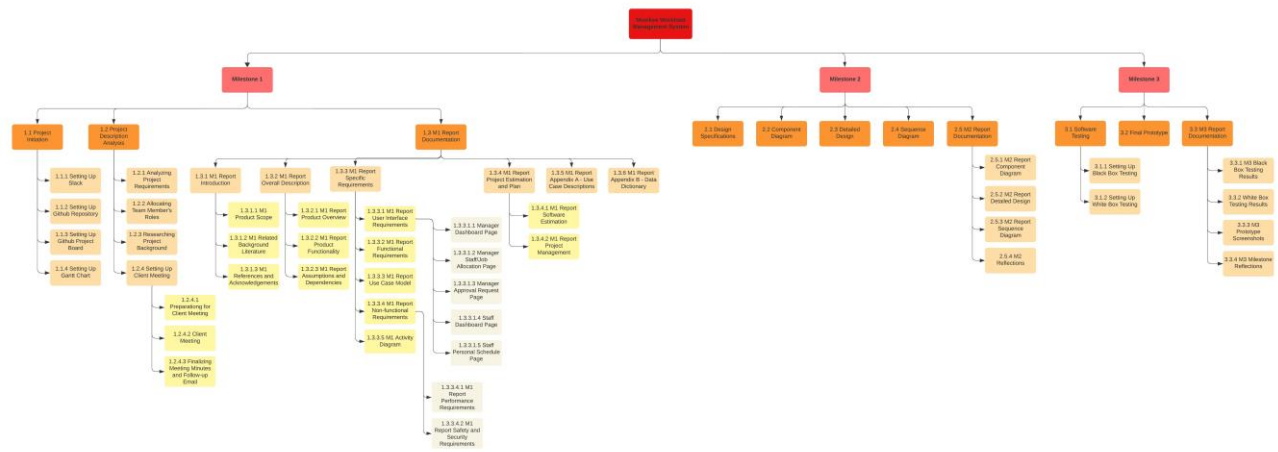 Management System
Milestone 1
Milestone 2
Milestone 3
1.1 Project
Initiation
1.2 Project
Description
Analysis
1.3 M1 Report
Documentation
2.1 Design
Specifications
2.2 Component
Diagram
2.3 Detailed
Design
2.4 Sequence
Diagram
2.5 M2 Report
Documentation
3.1 Software
Testing
3.2 Final Prototype
3.3 M3 Report
Documentation
1.1.1 Setting Up
Slack
1.1.2 Setting Up
Github Repository
1.1.3 Setting Up
Github Project
Board
1.1.4 Setting Up
Gantt Chart
1.2.1 Analyzing
Project
Requirements
1.2.2 Allocating
Team Member's
Roles
1.2.3 Researching
Project
Background
1.2.4 Setting Up
Client Meeting
1.2.4.1
Preparationg for
Client Meeting
1.2.4.2 Client
Meeting
1.2.4.3 Finalizing
Meeting Minutes
and Follow-up
Email
1.3.1 M1 Report
Introduction
1.3.1.1 M1
Product Scope
1.3.1.2 M1 Related
Background
Literature
1.3.1.3 M1
References and
Acknowledgements
1.3.2 M1 Report
Overall Description
1.3.2.1 M1 Report
Product Overview
1.3.2.2 M1 Report
Product
Functionality
1.3.2.3 M1 Report
Assumptions and
Dependencies
1.3.3 M1 Report
Specific
Requirements
1.3.3.1 M1 Report
User Interface
Requirements
1.3.3.2 M1 Report
Functional
Requirements
1.3.3.3 M1 Report
Use Case Model
1.3.3.4 M1 Report
Non-functional
Requirements
1.3.3.5 M1 Activity
Diagram
1.3.3.1.1 Manager
Dashboard Page
1.3.3.1.2 Manager
Staff/Job
Allocation Page
1.3.3.1.3 Manager
Approval Request
Page
1.3.3.1.4 Staff
Dashboard Page
1.3.3.1.5 Staff
Personal Schedule
Page
1.3.3.4.1 M1
Report
Performance
Requirements
1.3.3.4.2 M1
Report Safety and
Security
Requirements
1.3.4 M1 Report
Project Estimation
and Plan
1.3.4.1 M1 Report
Software
Estimation
1.3.4.2 M1 Report
Project
Management
1.3.5 M1 Report
Appendix A - Use
Case Descriptions
1.3.6 M1 Report
Appendix B - Data
Dictionary
2.5.1 M2 Report
Component
Diagram
2.5.2 M2 Report
Detailed Design
2.5.3 M2 Report
Sequence
Diagram
2.5.4 M2
Reflections
3.1.1 Setting Up
Black Box Testing
3.1.2 Setting Up
White Box Testing
3.3.1 M3 Black
Box Testing
Results
3.3.2 White Box
Testing Results
3.3.3 M3
Prototype
Screenshots
3.3.4 M3 Milestone
Reflections